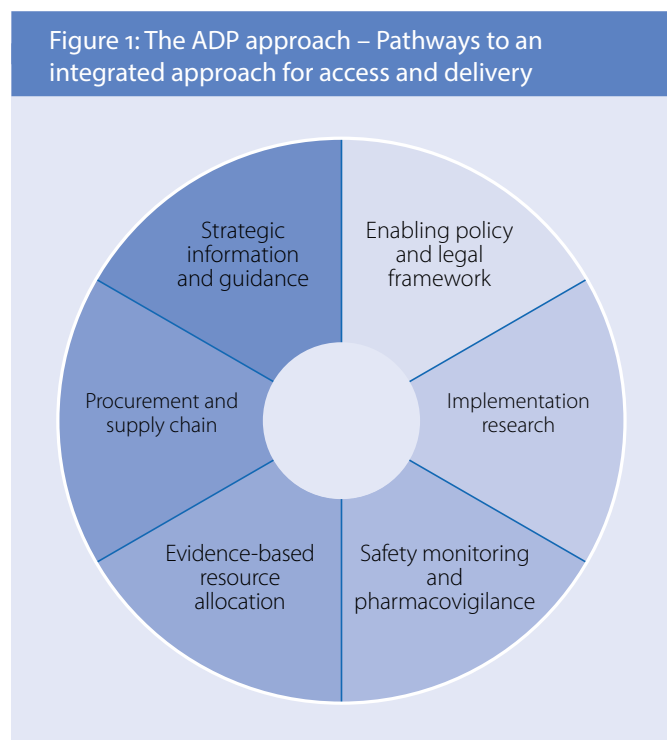 Figure 1: The ADP approach – Pathways to an
integrated approach for access and delivery
Strategic
information
and guidance
Enabling policy
and legal
framework
Procurement and
supply chain
Implementation
research
Evidence-based
resource
allocation
Safety monitoring
and
pharmacovigilance